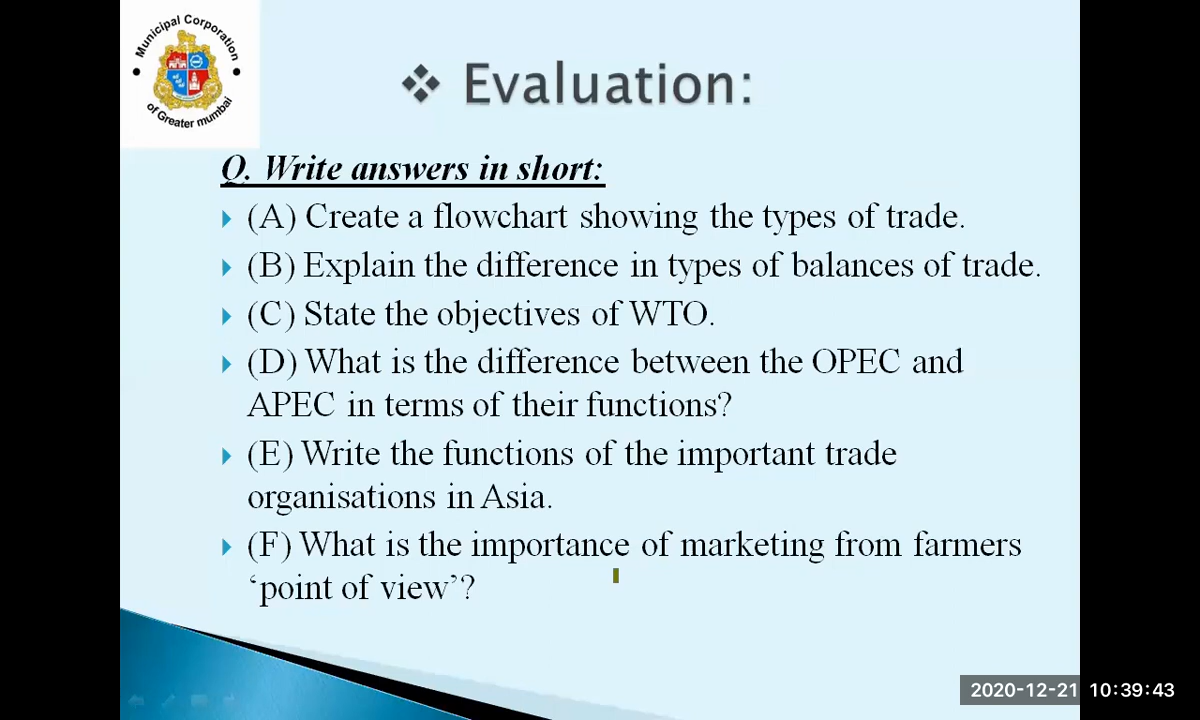 Municipal Corporation
of Greater mumbai
❖ Evaluation:
Q. Write answers in short:
(A) Create a flowchart showing the types of trade.
(B) Explain the difference in types of balances of trade.
(C) State the objectives of WTO.
(D) What is the difference between the OPEC and
APEC in terms of their functions?
(E) Write the functions of the important trade
organisations in Asia.
(F) What is the importance of marketing from farmers
‘point of view’?
2020-12-21 10:39:43